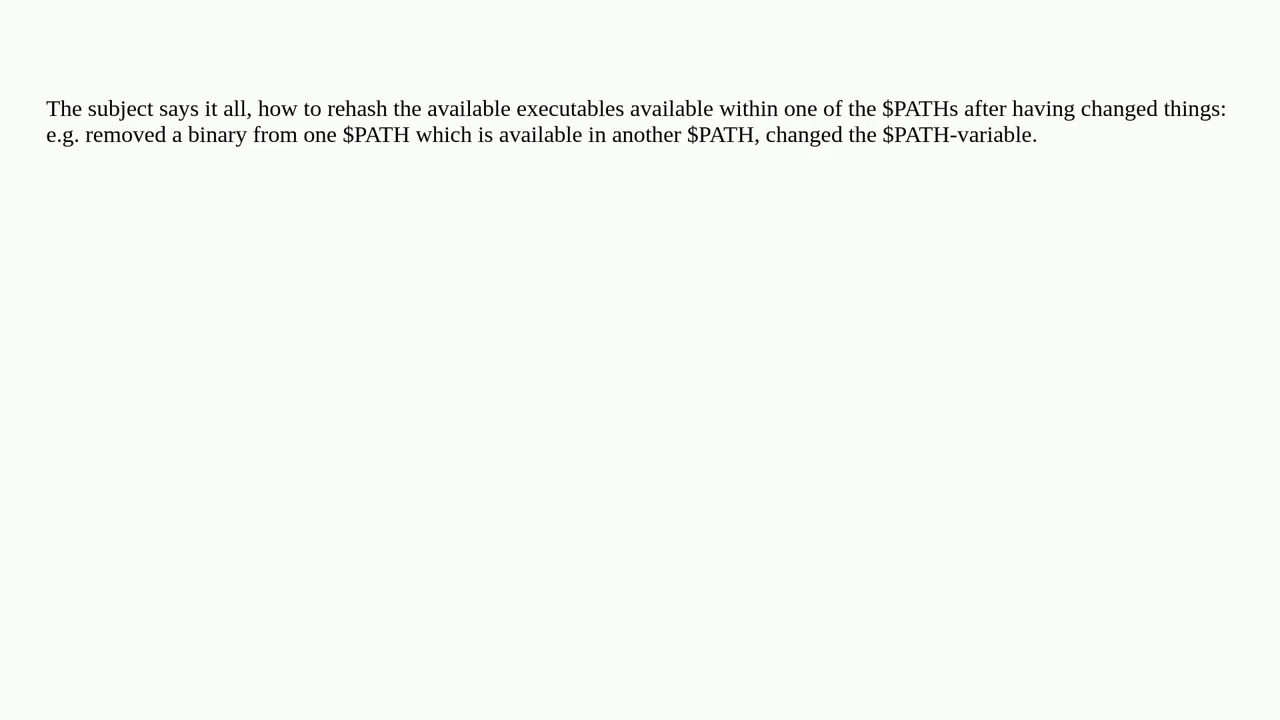 The subject says it all, how to rehash the available executables available within one of the $PATHs after having changed things:
e.g. removed a binary from one $PATH which is available in another $PATH, changed the $PATH-variable.